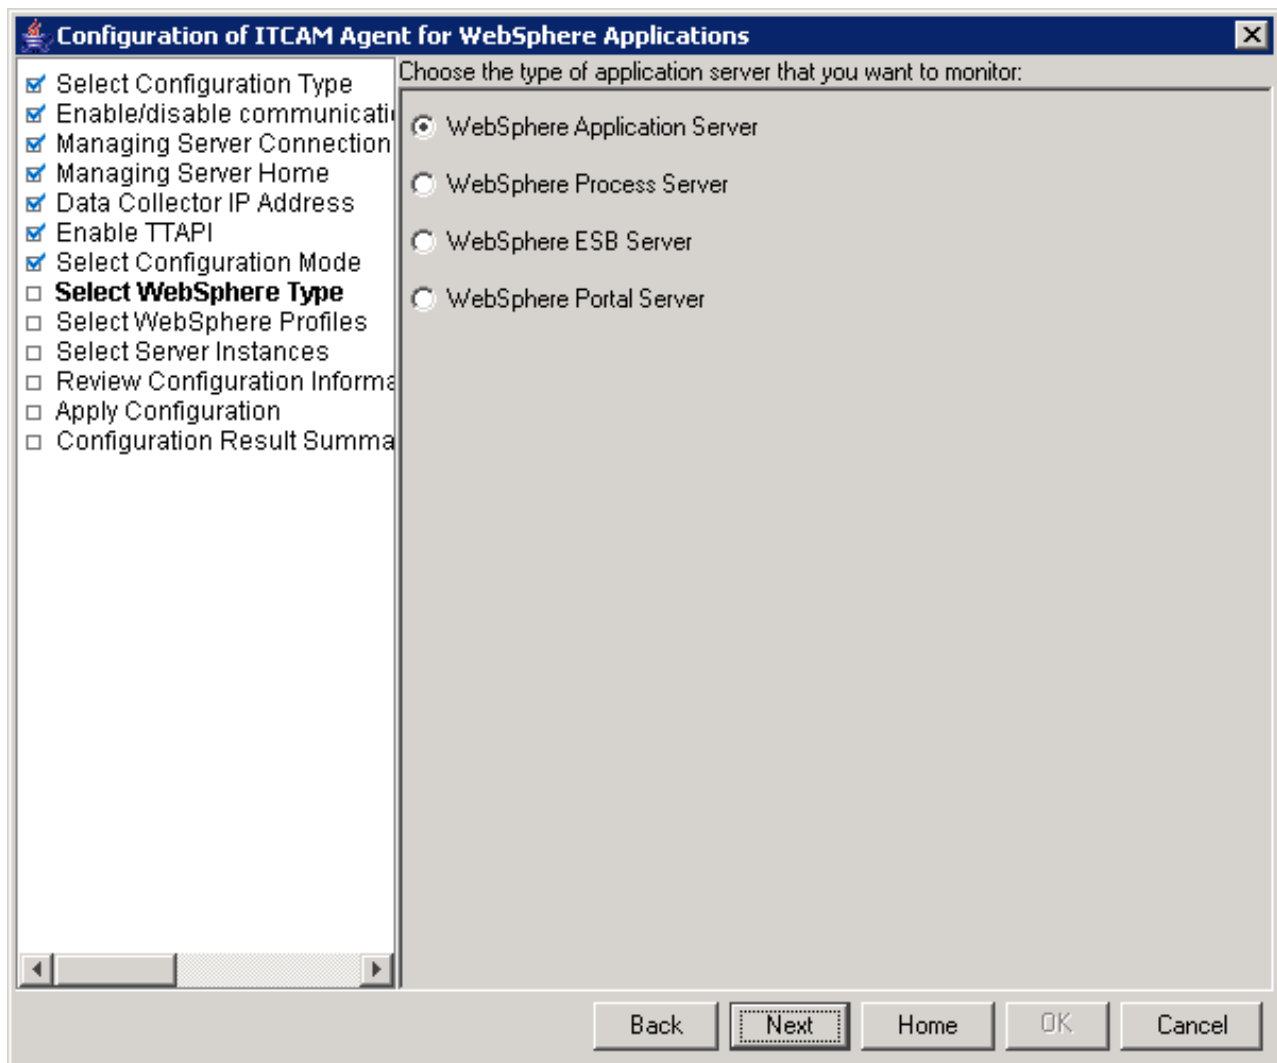 Configuration of ITCAM Agent for WebSphere Applications
Select Configuration Type
Enable/disable communicati
Managing Server Connection
Managing Server Home
Data Collector IP Address
Enable TTAPI
Select Configuration Mode
Select WebSphere Type
Select WebSphere Profiles
Select Server Instances
Review Configuration Informa
Apply Configuration
Configuration Result Summa
Choose the type of application server that you want to monitor:
WebSphere Application Server
WebSphere Process Server
WebSphere ESB Server
WebSphere Portal Server
Back Next Home OK Cancel